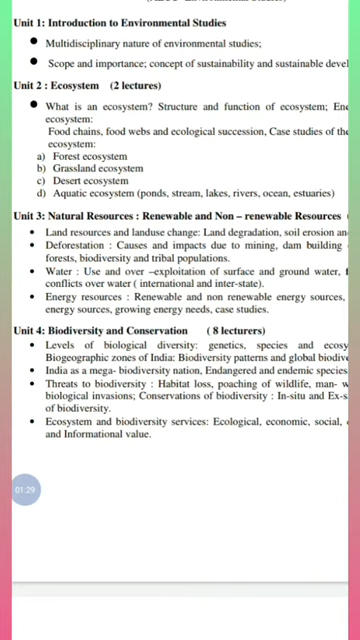 Unit 1: Introduction to Environmental Studies
• Multidisciplinary nature of environmental studies;
• Scope and importance; concept of sustainability and sustainable devel
Unit 2 : Ecosystem (2 lectures)
• What is an ecosystem? Structure and function of ecosystem; Ene
ecosystem:
Food chains, food webs and ecological succession, Case studies of the
ecosystem:
a) Forest ecosystem
b) Grassland ecosystem
c) Desert ecosystem
d) Aquatic ecosystem (ponds, stream, lakes, rivers, ocean, estuaries)
Unit 3: Natural Resources : Renewable and Non – renewable Resources (
• Land resources and landuse change: Land degradation, soil erosion an
• Deforestation : Causes and impacts due to mining, dam building
forests, biodiversity and tribal populations.
• Water : Use and over –exploitation of surface and ground water, f
conflicts over water ( international and inter-state).
• Energy resources : Renewable and non renewable energy sources,
energy sources, growing energy needs, case studies.
Unit 4: Biodiversity and Conservation ( 8 lecturers)
• Levels of biological diversity: genetics, species and ecosy
Biogeographic zones of India: Biodiversity patterns and global biodive
• India as a mega- biodiversity nation, Endangered and endemic species
• Threats to biodiversity : Habitat loss, poaching of wildlife, man- w
biological invasions; Conservations of biodiversity : In-situ and Ex-s
of biodiversity.
• Ecosystem and biodiversity services: Ecological, economic, social,
and Informational value.
01:29